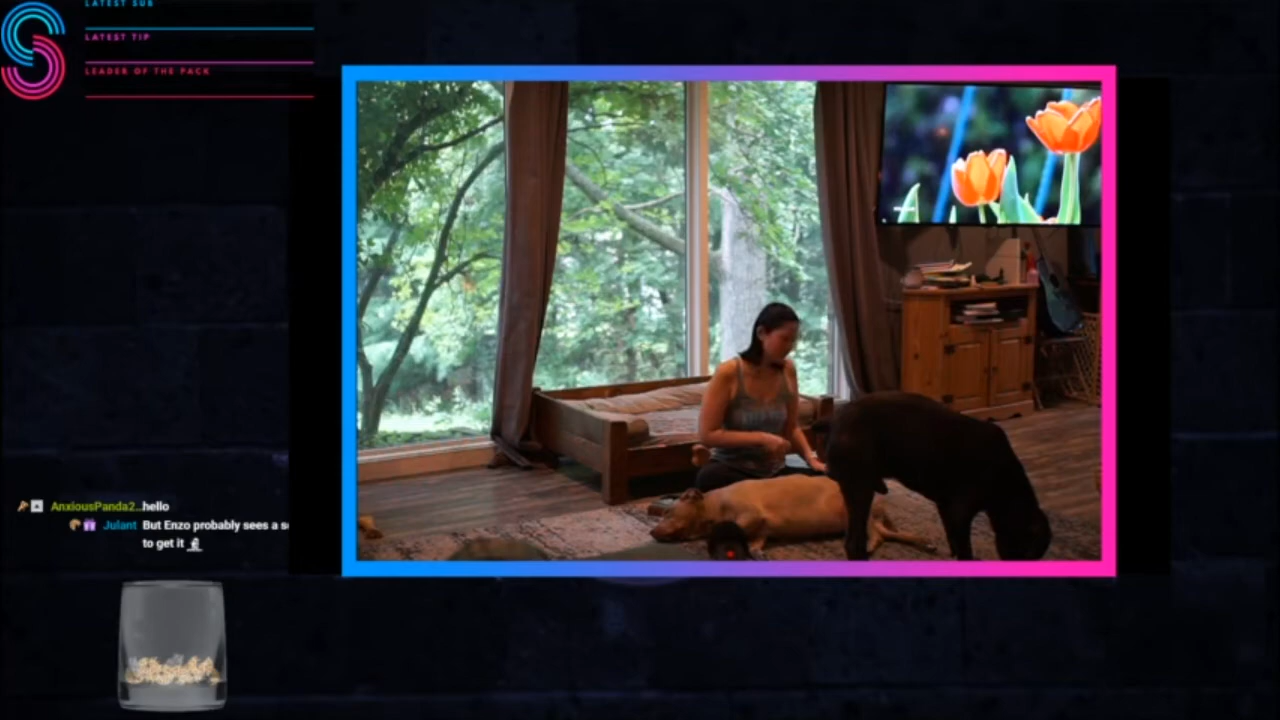 LATEST SUB
LATEST TIP
LEADER OF THE PACK
AnxiousPanda2... hello
Julant But Enzo probably sees a
to get it